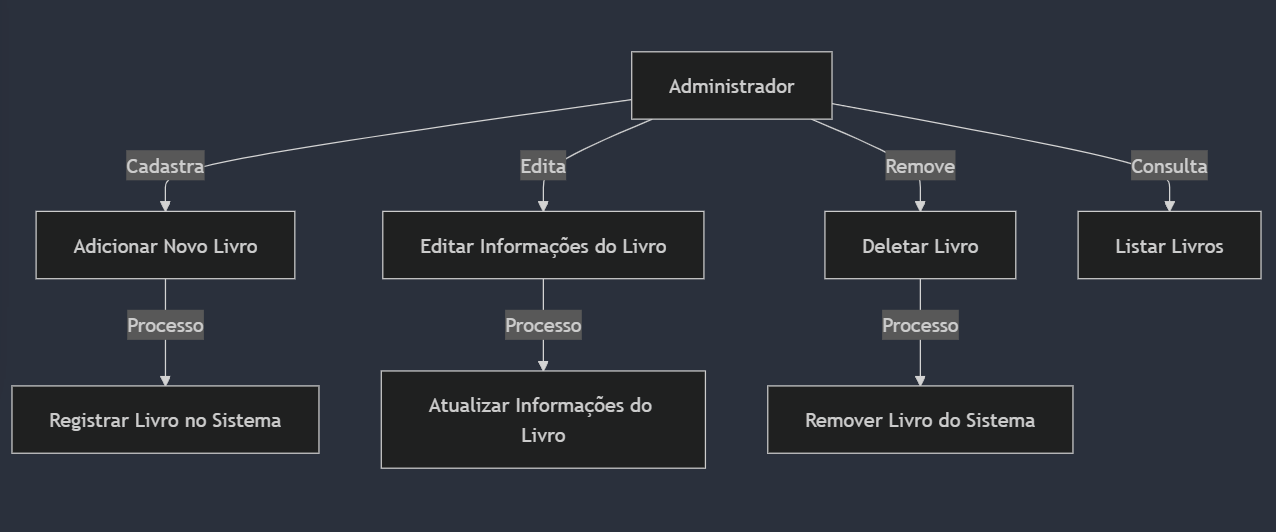 Administrador
Cadastra
Edita
Remove
Consulta
Adicionar Novo Livro
Editar Informações do Livro
Deletar Livro
Listar Livros
Processo
Processo
Processo
Registrar Livro no Sistema
Atualizar Informações do
Livro
Remover Livro do Sistema